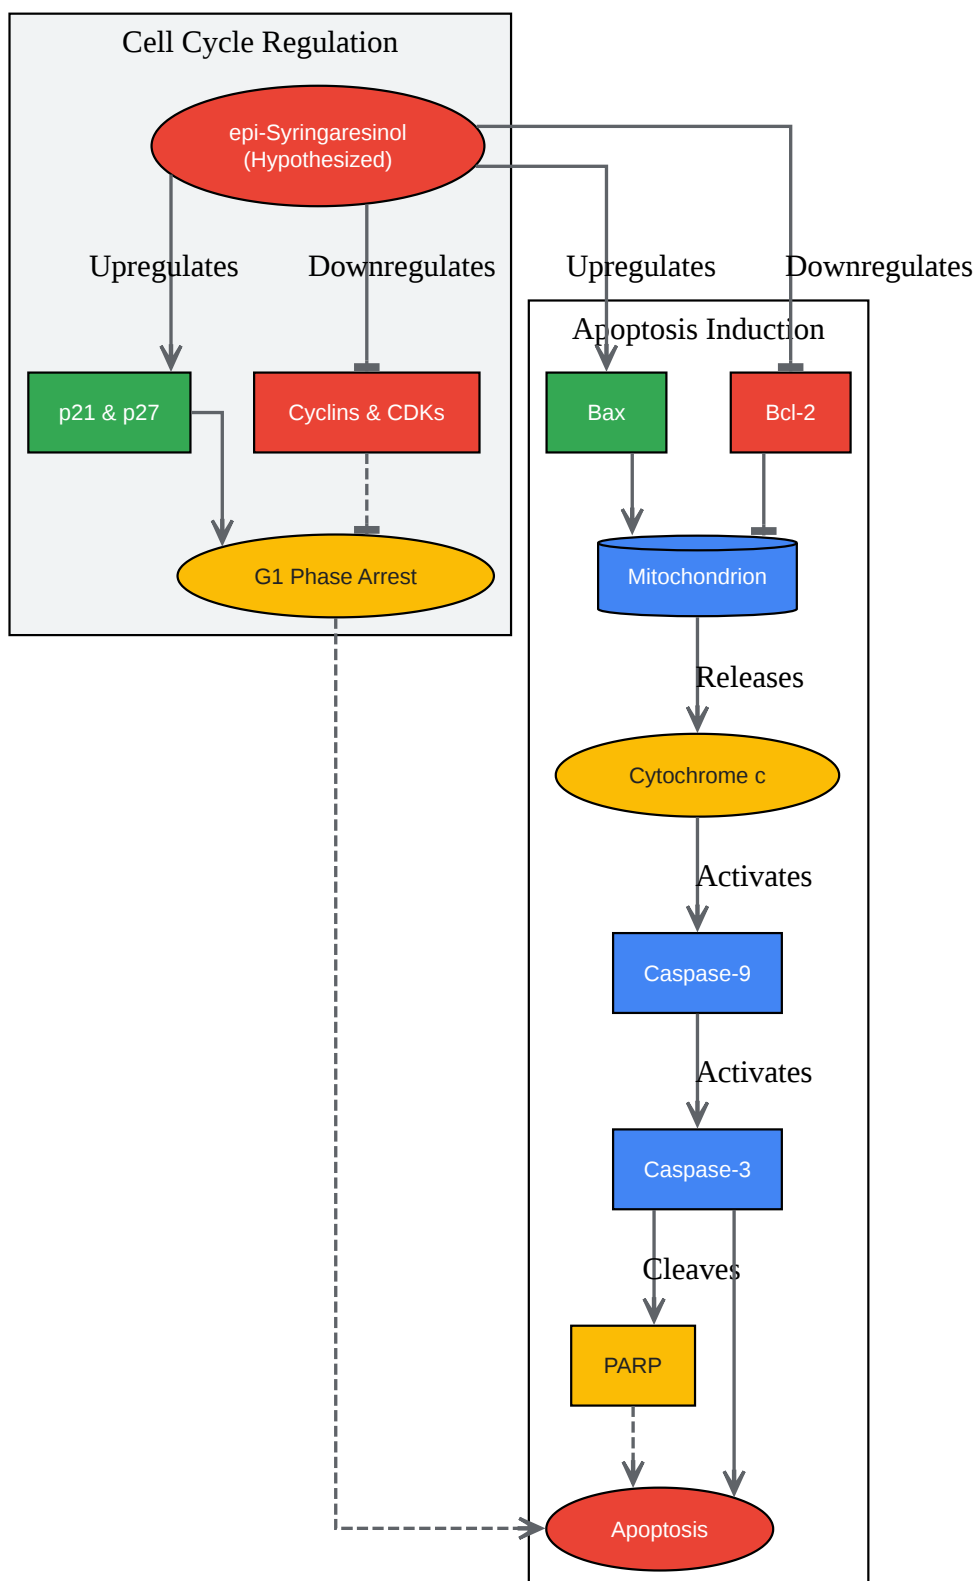 Cell Cycle Regulation
epi-Syringaresinol
(Hypothesized)
Upregulates
Downregulates
Upregulates
Downregulates
Apoptosis Induction
p21 & p27
Cyclins & CDKs
Bax
Bcl-2
G1 Phase Arrest
Mitochondrion
Releases
Cytochrome c
Activates
Caspase-9
Activates
Caspase-3
Cleaves
PARP
Apoptosis